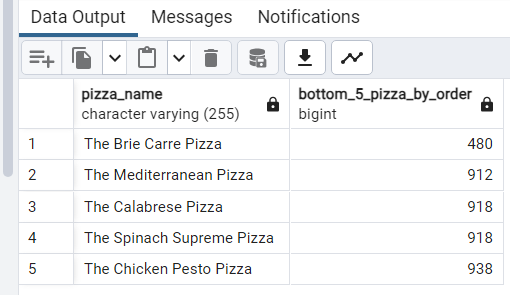 Data Output Messages Notifications
pizza_name bottom_5_pizza_by_order
character varying (255) bigint
1 The Brie Carre Pizza 480
2 The Mediterranean Pizza 912
3 The Calabrese Pizza 918
4 The Spinach Supreme Pizza 918
5 The Chicken Pesto Pizza 938